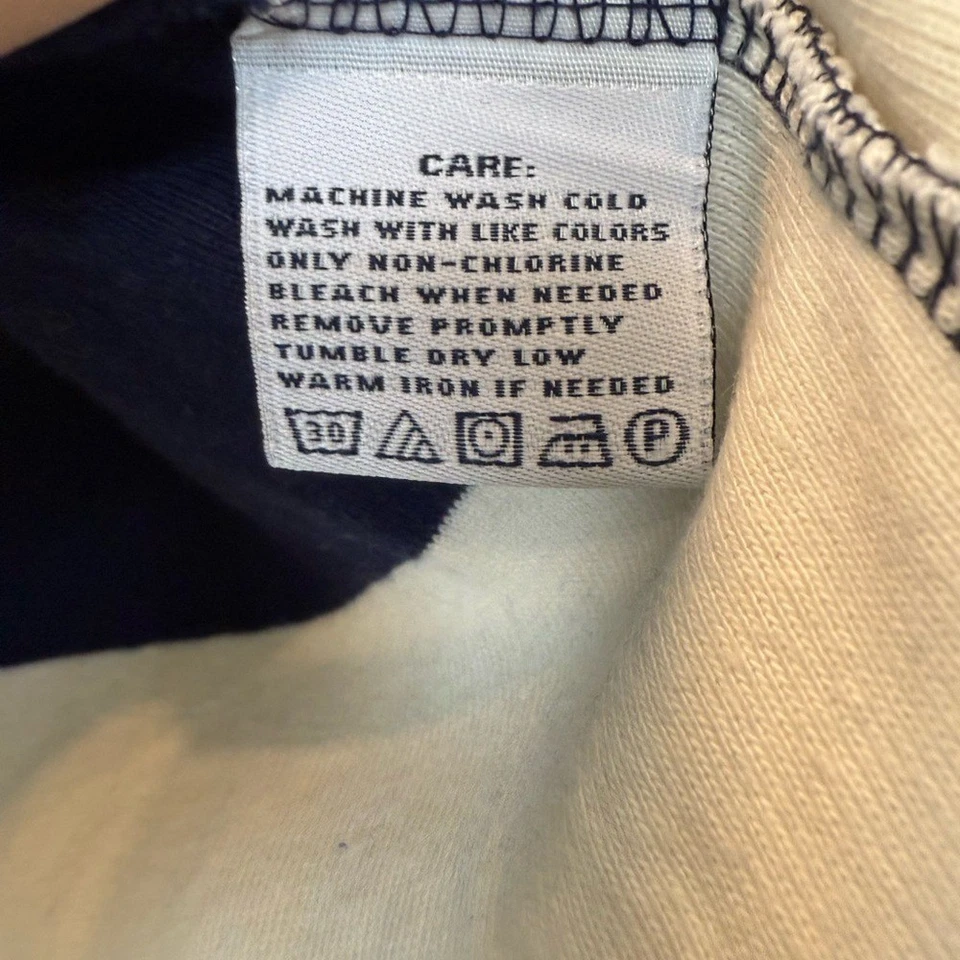 CARE:
MACHINE WASH COLD
WASH WITH LIKE COLORS
ONLY NON-CHLORINE
BLEACH WHEN NEEDED
REMOVE PROMPTLY
TUMBLE DRY LOW
WARM IRON IF NEEDED
30 P